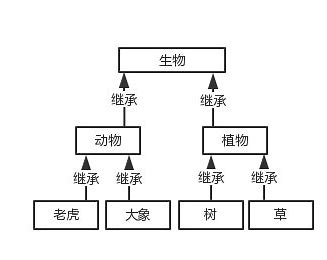 生物
继承 继承
动物 植物
继承 继承 继承 继承
老虎 大象 树 草